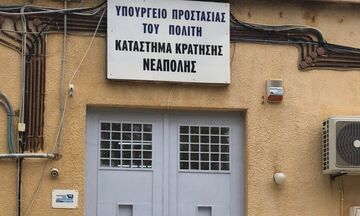 ΥΠΟΥΡΓΕΙΟ ΠΡΟΣΤΑΣΙΑΣ
ΤΟΥ ΠΟΛΙΤΗ
ΚΑΤΑΣΤΗΜΑ ΚΡΑΤΗΣΗΣ
ΝΕΑΠΟΛΗΣ